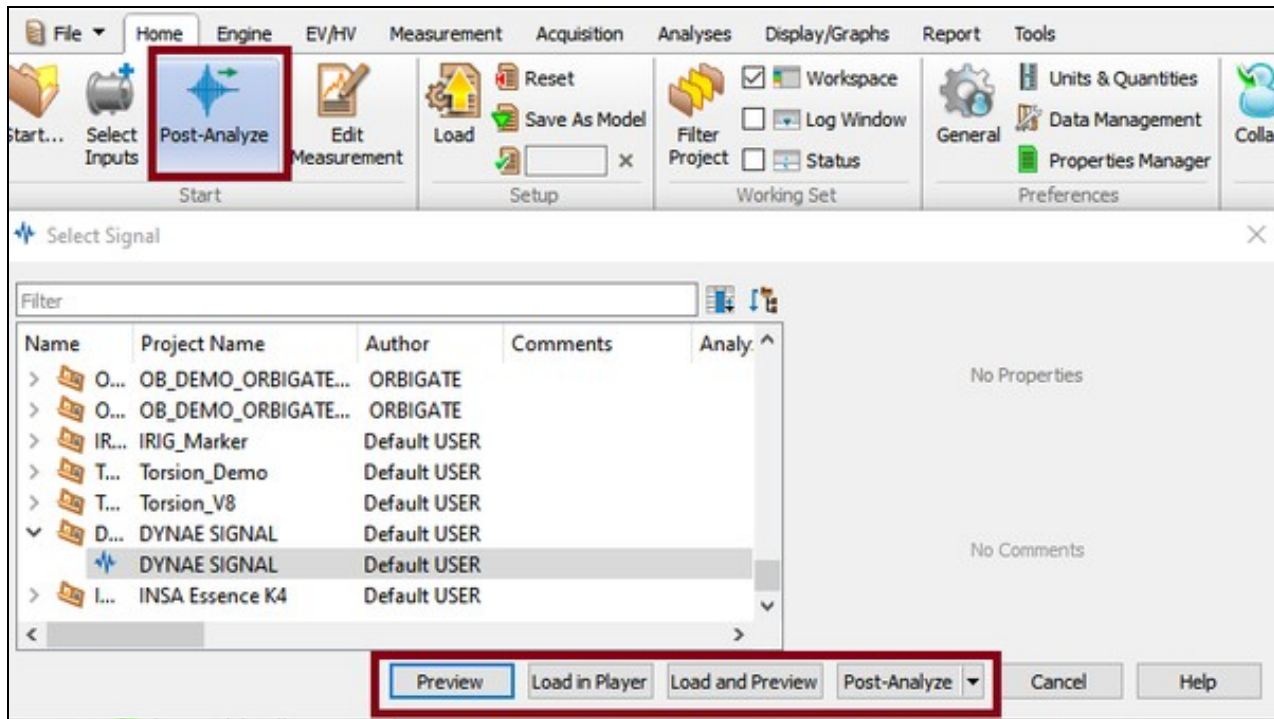 File Home Engine EV/HV Measurement Acquisition Analyses Display/Graphs Report Tools
Reset Workspace Units & Quantities
Save As Model Log Window Data Management
Start... Select Inputs Post-Analyze Edit Measurement Load Filter Project Status General Properties Manager Colla
Start Setup Working Set Preferences
Select Signal
Filter
Name Project Name Author Comments Analy:
O... OB_DEMO_ORBIGATE... ORBIGATE
No Properties
O... OB_DEMO_ORBIGATE... ORBIGATE
IR... IRIG_Marker Default USER
T... Torsion_Demo Default USER
T... Torsion_V8 Default USER
D... DYNAE SIGNAL Default USER
No Comments
DYNAE SIGNAL Default USER
I... INSA Essence K4 Default USER
Preview Load in Player Load and Preview Post-Analyze Cancel Help